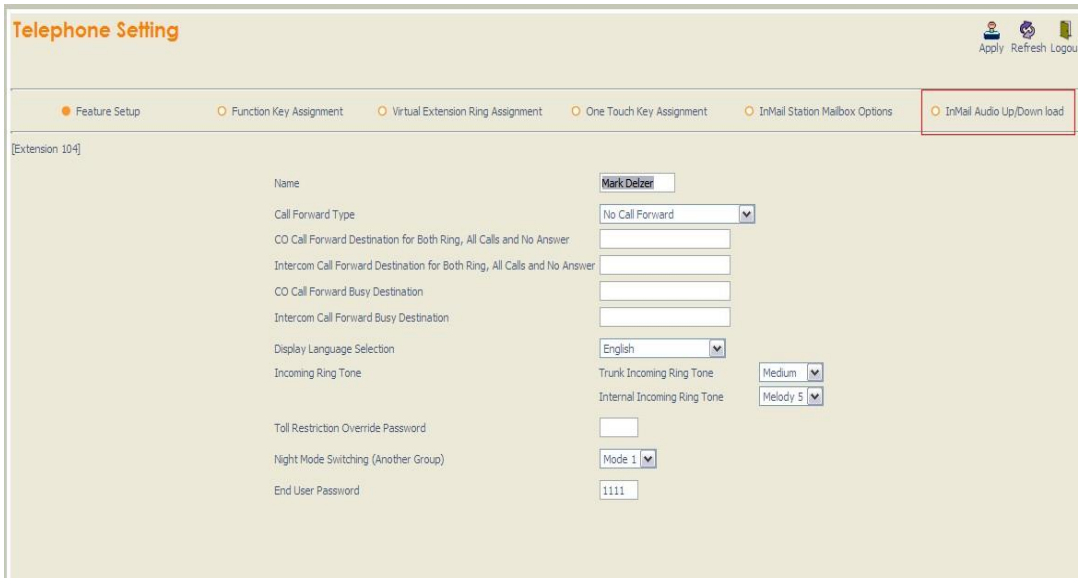 Telephone Setting
Apply Refresh Logou
Feature Setup Function Key Assignment Virtual Extension Ring Assignment One Touch Key Assignment InMail Station Mailbox Options InMail Audio Up/Down load
[Extension 104]
Name Mark Delzer
Call Forward Type No Call Forward
CO Call Forward Destination for Both Ring, All Calls and No Answer
Intercom Call Forward Destination for Both Ring, All Calls and No Answer
CO Call Forward Busy Destination
Intercom Call Forward Busy Destination
Display Language Selection English
Incoming Ring Tone Trunk Incoming Ring Tone Medium
Internal Incoming Ring Tone Melody 5
Toll Restriction Override Password
Night Mode Switching (Another Group) Mode 1
End User Password 1111